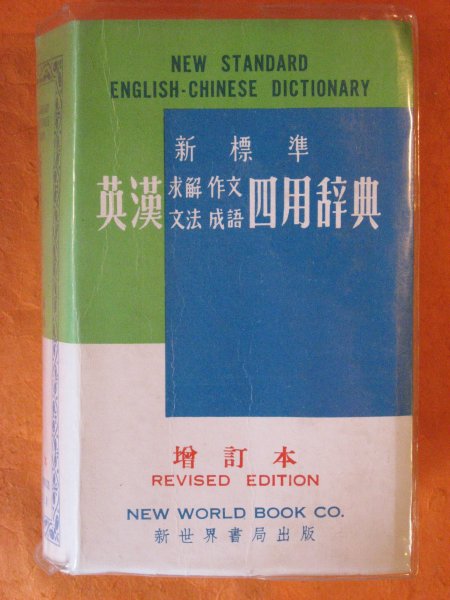 NEW STANDARD
ENGLISH-CHINESE DICTIONARY
新標準
英漢求解作文四用辞典
文法成語
增訂本
REVISED EDITION
NEW WORLD BOOK CO.
新世界書局出版